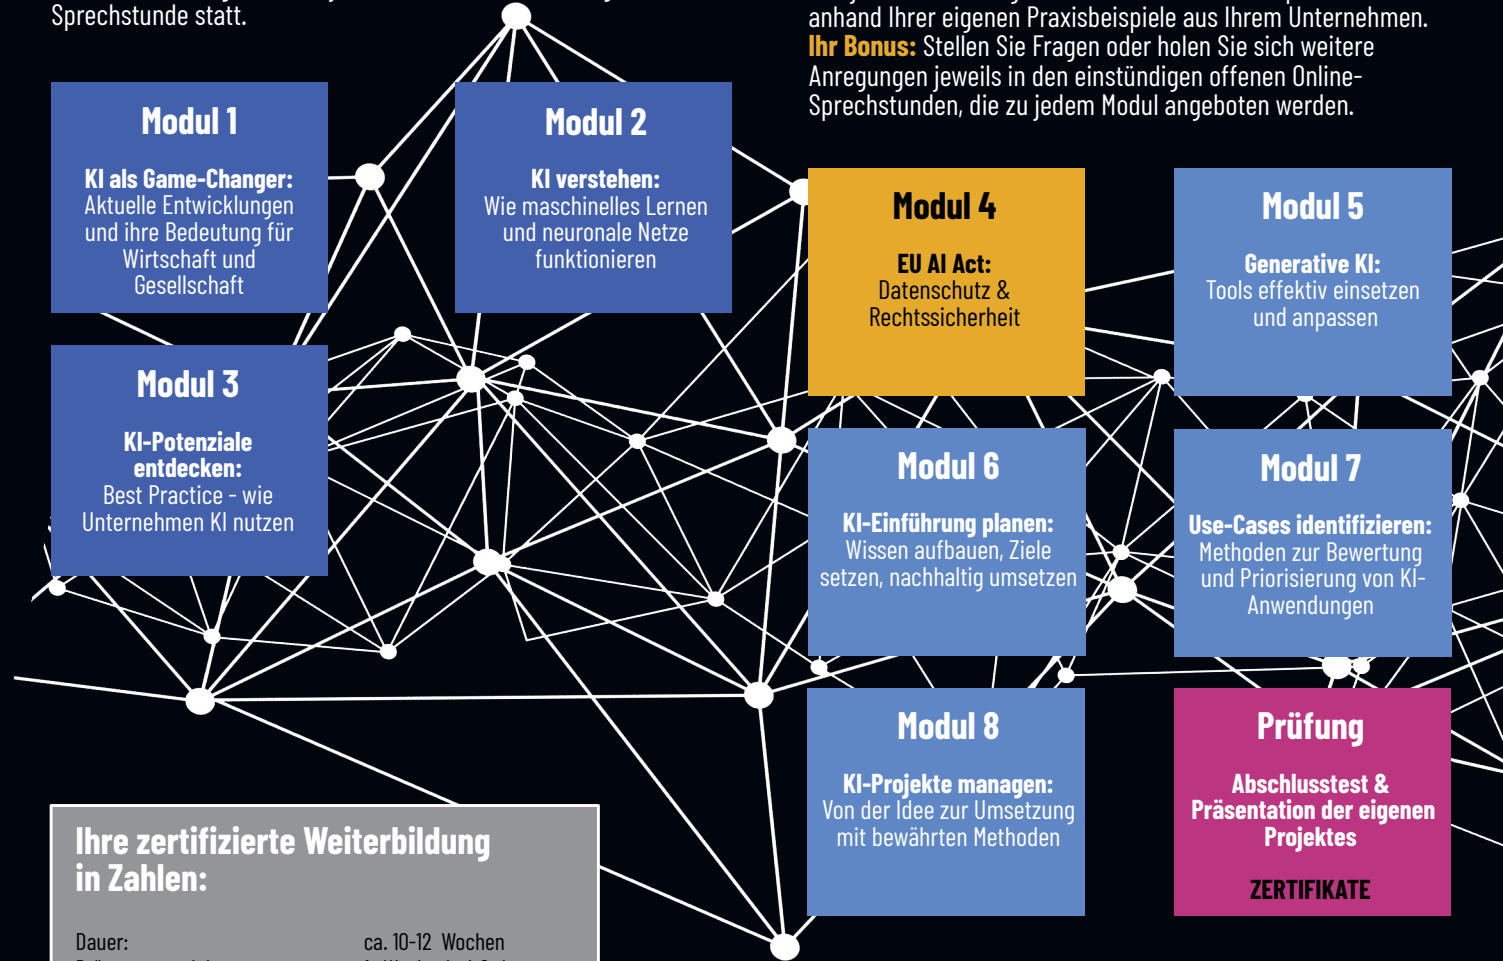 Sprechstunde statt.
Modul 1
KI als Game-Changer:
Aktuelle Entwicklungen
und ihre Bedeutung für
Wirtschaft und
Gesellschaft
Modul 2
KI verstehen:
Wie maschinelles Lernen
und neuronale Netze
funktionieren
Modul 3
KI-Potenziale
entdecken:
Best Practice - wie
Unternehmen KI nutzen
Ihre zertifizierte Weiterbildung
in Zahlen:
Dauer: ca. 10-12 Wochen
anhand Ihrer eigenen Praxisbeispiele aus Ihrem Unternehmen.
Ihr Bonus: Stellen Sie Fragen oder holen Sie sich weitere
Anregungen jeweils in den einstündigen offenen Online-
Sprechstunden, die zu jedem Modul angeboten werden.
Modul 4
EU AI Act:
Datenschutz &
Rechtssicherheit
Modul 5
Generative KI:
Tools effektiv einsetzen
und anpassen
Modul 6
KI-Einführung planen:
Wissen aufbauen, Ziele
setzen, nachhaltig umsetzen
Modul 7
Use-Cases identifizieren:
Methoden zur Bewertung
und Priorisierung von KI-
Anwendungen
Modul 8
KI-Projekte managen:
Von der Idee zur Umsetzung
mit bewährten Methoden
Prüfung
Abschlusstest &
Präsentation der eigenen
Projektes
ZERTIFIKATE